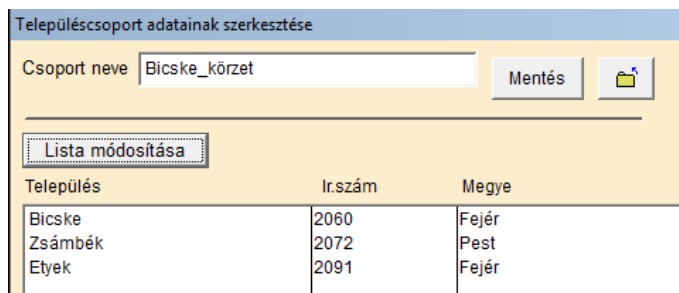 Településcsoport adatainak szerkesztése
Csoport neve Bicske_körzet Mentés
Lista módosítása
Település Ir.szám Megye
Bicske 2060 Fejér
Zsámbék 2072 Pest
Etyek 2091 Fejér